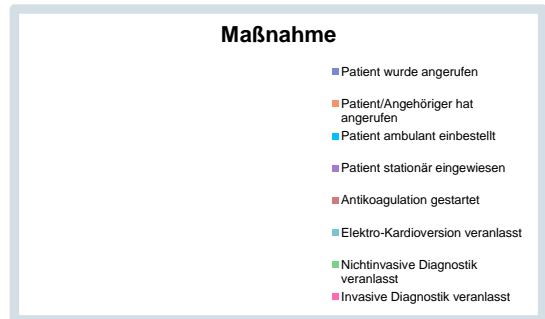 Maßnahme
Patient wurde angerufen
Patient/Angehöriger hat
angerufen
Patient ambulant einbestellt
Patient stationär eingewiesen
Antikoagulation gestartet
Elektro-Kardioversion veranlasst
Nichtinvasive Diagnostik
veranlasst
Invasive Diagnostik veranlasst